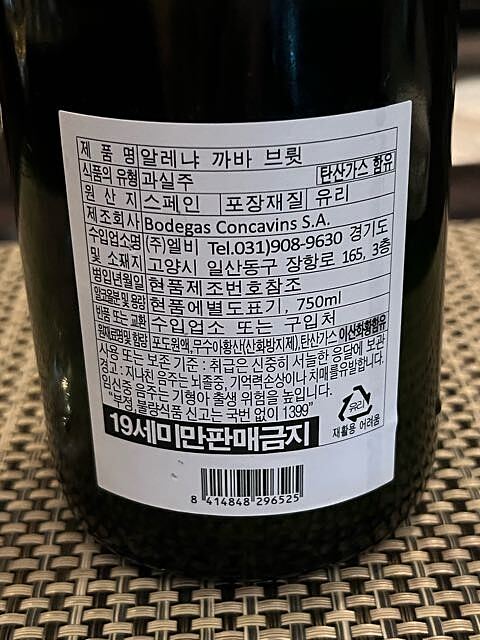 제 품 명 알레냐 까바 브륏
식품의 유형 과실주 탄산가스 함유
원 산 지 스페인 포장재질 유리
제조회사 Bodegas Concavins S.A.
수입업소명 (주)엘비 Tel.031)908-9630 경기도
및 소재지 고양시 일산동구 장항로 165, 3층
병입년월일 현품제조번호참조
알코올분 및 용량 현품에별도표기, 750ml
반품 또는 교환 수입업소 또는 구입처
원재료명 및 함량 포도원액,무수아황산(산화방지제),탄산가스 이산화황함유
사용 또는 보존 기준 : 취급은 신중히 서늘한 응달에 보관
경고 : 지나친 음주는 뇌졸중, 기억력손상이나 치매를유발합니다.
임신중 음주는 기형아 출생 위험을 높입니다.
"부정,불량식품 신고는 국번 없이 1399"
유리
재활용 어려움
19세미만판매금지
8 414848 296525